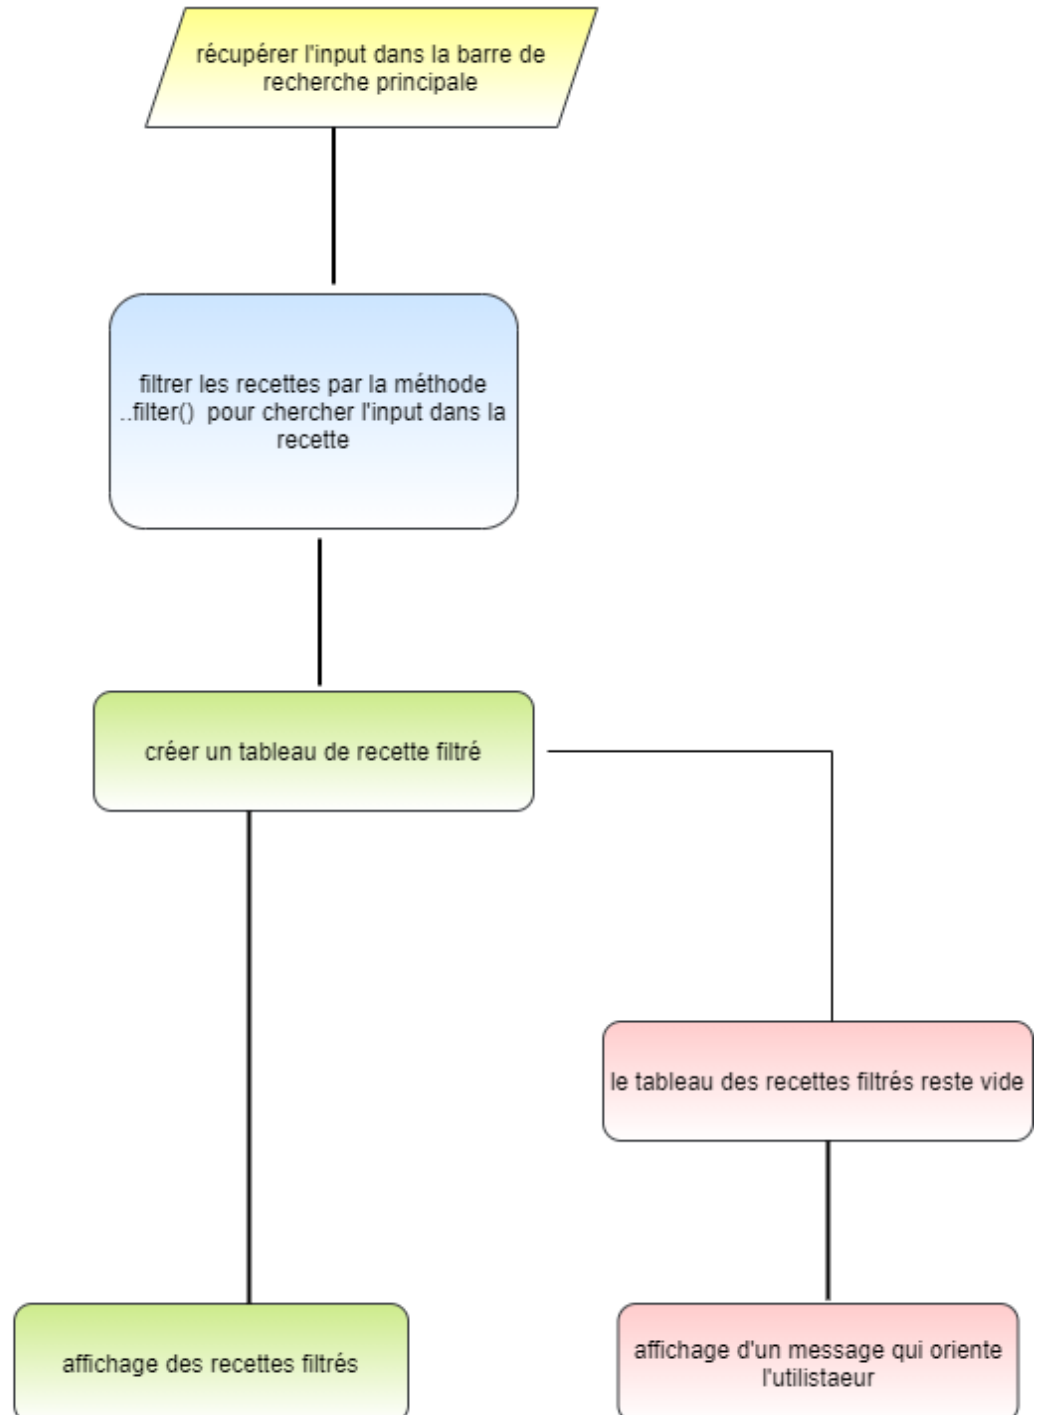 récupérer l'input dans la barre de
recherche principale
filtrer les recettes par la méthode
..filter()  pour chercher l'input dans la
recette
créer un tableau de recette filtré
le tableau des recettes filtrés reste vide
affichage des recettes filtrés
affichage d'un message qui oriente
l'utilistaeur